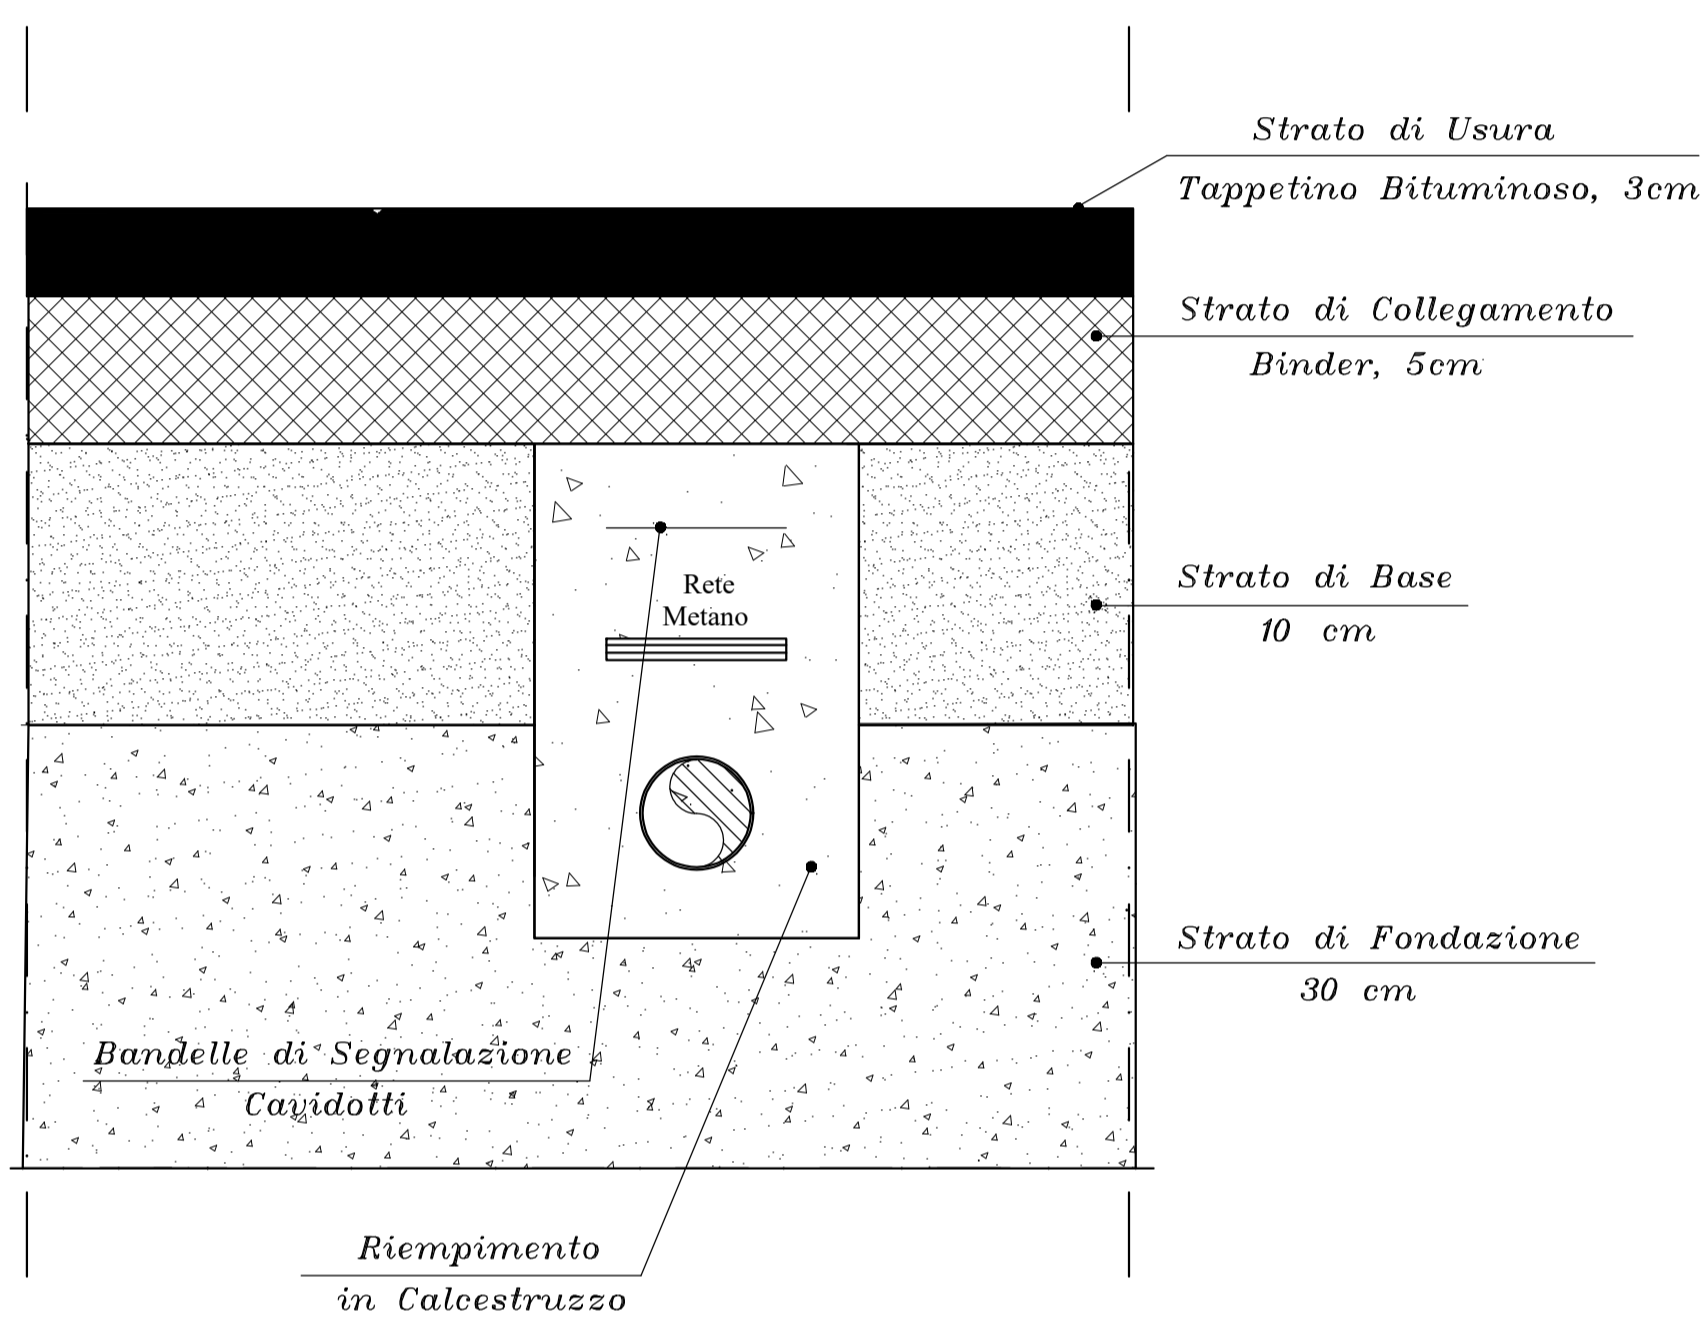 Strato di Usura
Tappetino Bituminoso, 3cm
Strato di Collegamento
Binder, 5cm
Rete
Metano
Strato di Base
10 cm
Strato di Fondazione
30 cm
Bandelle di Segnalazione
Cavidotti
Riempimento
in Calcestruzzo